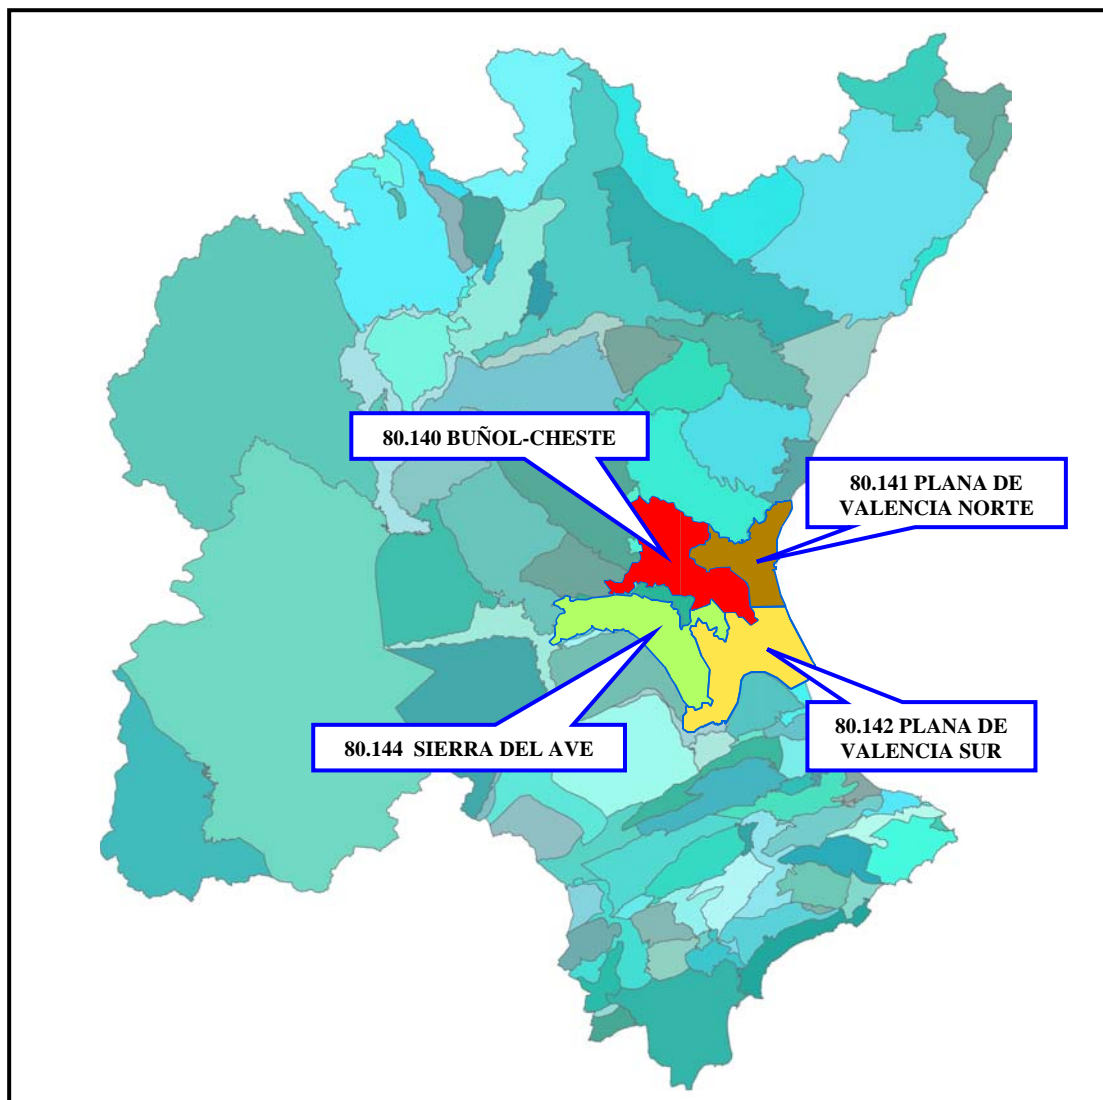 80.140 BUÑOL-CHESTE
80.141 PLANA DE
VALENCIA NORTE
80.144 SIERRA DEL AVE
80.142 PLANA DE
VALENCIA SUR